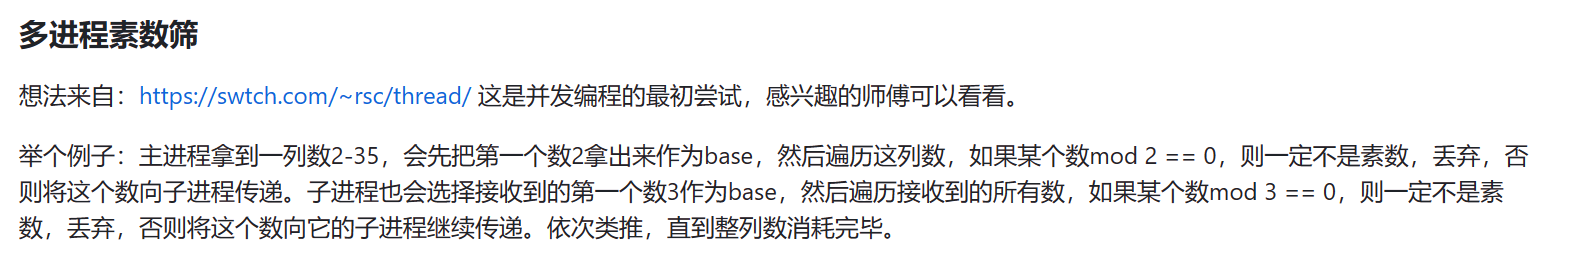 多进程素数筛
想法来自：https://swtch.com/~rsc/thread/ 这是并发编程的最初尝试，感兴趣的师傅可以看看。
举个例子：主进程拿到一列数2-35，会先把第一个数2拿出来作为base，然后遍历这列数，如果某个数mod 2 == 0，则一定不是素数，丢弃，否
则将这个数向子进程传递。子进程也会选择接收到的第一个数3作为base，然后遍历接收到的所有数，如果某个数mod 3 == 0，则一定不是素
数，丢弃，否则将这个数向它的子进程继续传递。依次类推，直到整列数消耗完毕。